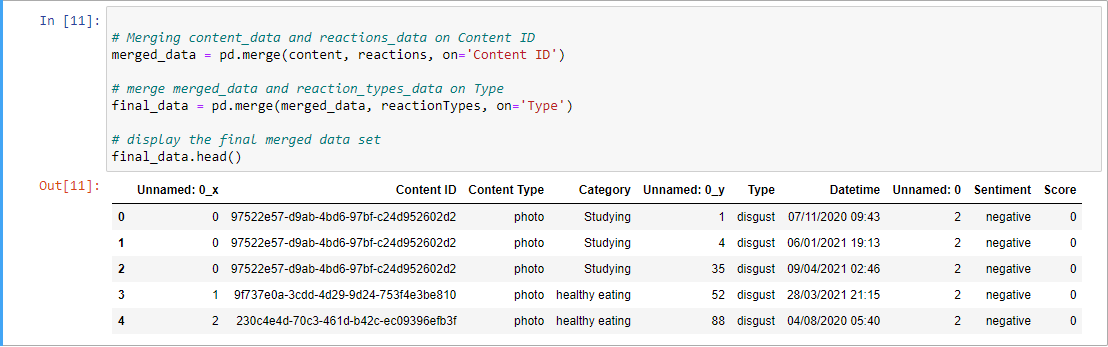 In [11]:
# Merging content_data and reactions_data on Content ID
merged_data = pd.merge(content, reactions, on='Content ID')
# merge merged_data and reaction_types_data on Type
final_data = pd.merge(merged_data, reactionTypes, on='Type')
# display the final merged data set
final_data.head()
Out[11]:
Unnamed: 0_x Content ID Content Type Category Unnamed: 0_y Type Datetime Unnamed: 0 Sentiment Score
0 0 97522e57-d9ab-4bd6-97bf-c24d952602d2 photo Studying 1 disgust 07/11/2020 09:43 2 negative 0
1 0 97522e57-d9ab-4bd6-97bf-c24d952602d2 photo Studying 4 disgust 06/01/2021 19:13 2 negative 0
2 0 97522e57-d9ab-4bd6-97bf-c24d952602d2 photo Studying 35 disgust 09/04/2021 02:46 2 negative 0
3 1 9f737e0a-3cdd-4d29-9d24-753f4e3be810 photo healthy eating 52 disgust 28/03/2021 21:15 2 negative 0
4 2 230c4e4d-70c3-461d-b42c-ec09396efb3f photo healthy eating 88 disgust 04/08/2020 05:40 2 negative 0